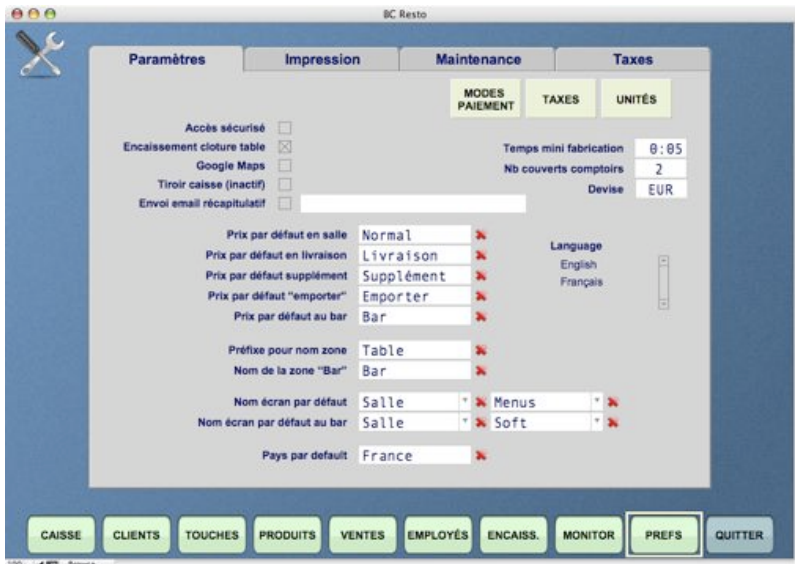 BC Resto
Paramètres Impression Maintenance Taxes
MODES PAIEMENT TAXES UNITÉS
Accès sécurisé
Encaissement cloture table
Google Maps
Tiroir caisse (inactif)
Envoi email récapitulatif
Temps mini fabrication 0:05
Nb couverts comptoirs 2
Devise EUR
Prix par défaut en salle Normal
Prix par défaut en livraison Livraison
Prix par défaut supplément Supplément
Prix par défaut "emporter" Emporter
Prix par défaut au bar Bar
Language
English
Français
Préfixe pour nom zone Table
Nom de la zone "Bar" Bar
Nom écran par défaut Salle Menus
Nom écran par défaut au bar Salle Soft
Pays par default France
CAISSE CLIENTS TOUCHES PRODUITS VENTES EMPLOYÉS ENCAISS. MONITOR PREFS QUITTER